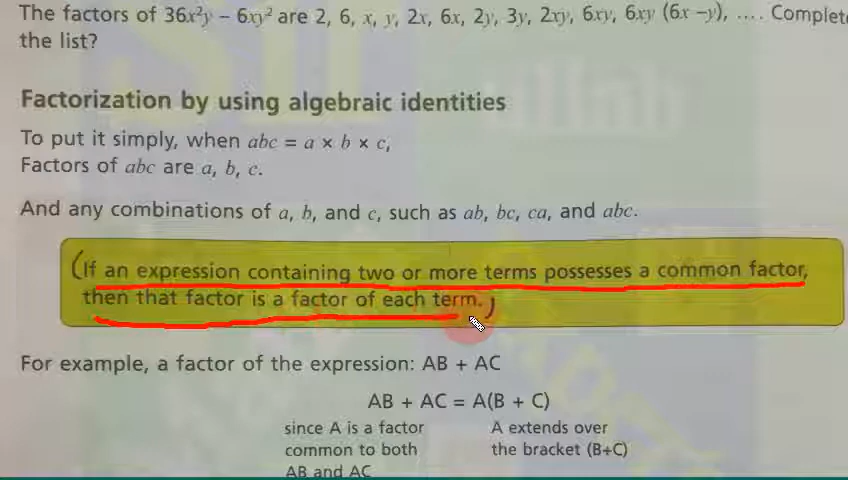 The factors of 36x²y – 6xy² are 2, 6, x, y, 2x, 6x, 2y, 3y, 2xy, 6xy, 6xy (6x –y), .... Complet
the list?
Factorization by using algebraic identities
To put it simply, when abc = a × b × c,
Factors of abc are a, b, c.
And any combinations of a, b, and c, such as ab, bc, ca, and abc.
(If an expression containing two or more terms possesses a common factor,
then that factor is a factor of each term.)
For example, a factor of the expression: AB + AC
AB + AC = A(B + C)
since A is a factor A extends over
common to both the bracket (B+C)
AB and AC